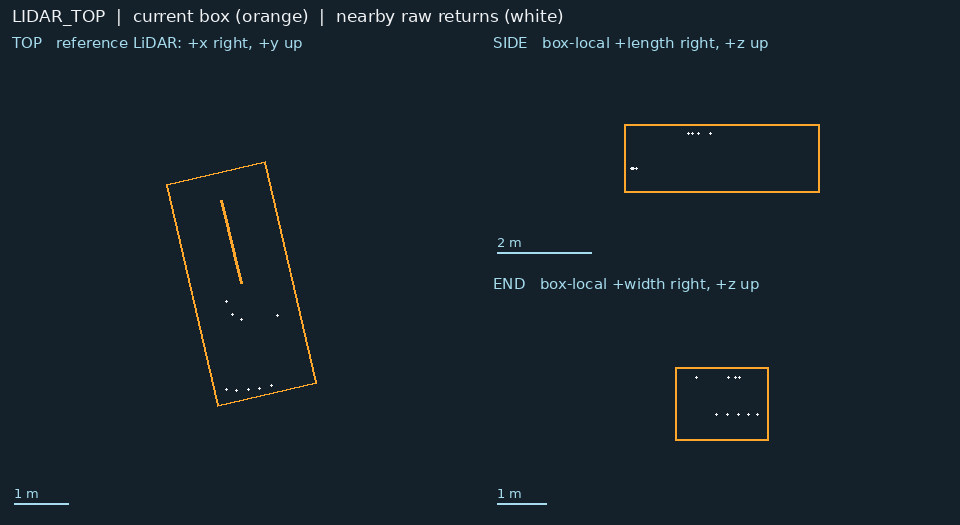 LIDAR_TOP | current box (orange) | nearby raw returns (white)
TOP reference LiDAR: +x right, +y up
SIDE box-local +length right, +z up
2 m
END box-local +width right, +z up
1 m
1 m